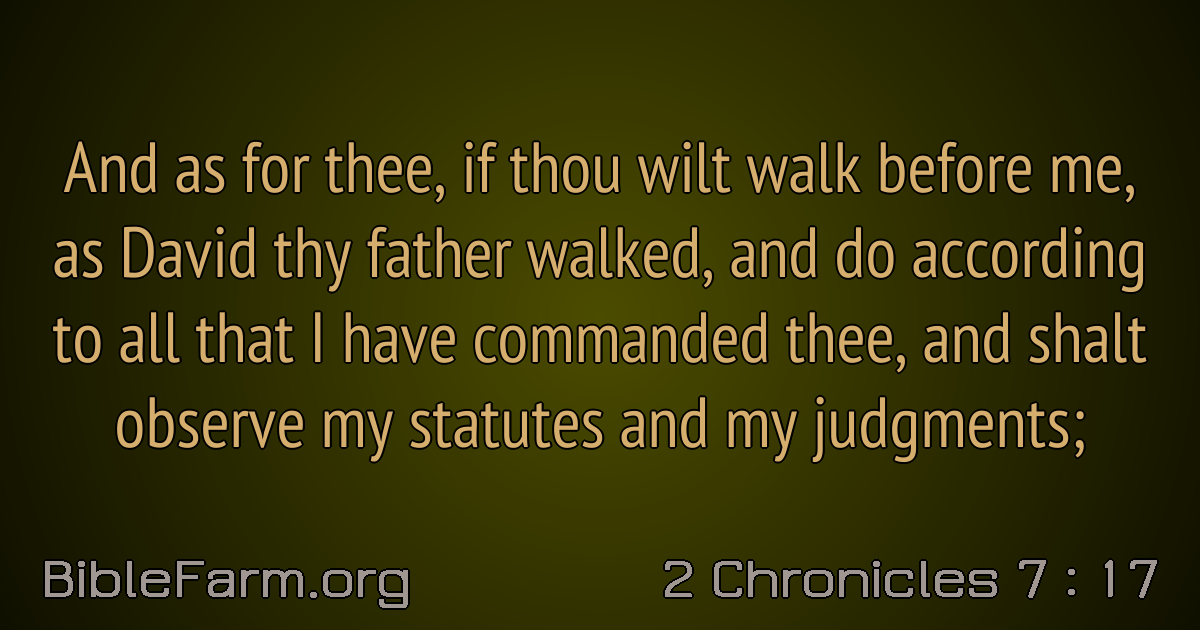 And as for thee, if thou wilt walk before me,
as David thy father walked, and do according
to all that I have commanded thee, and shalt
observe my statutes and my judgments;
BibleFarm.org
2 Chronicles 7 : 17